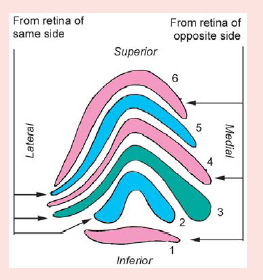 From retina of
same side
From retina of
opposite side
Superior
Lateral
Medial
6
5
4
3
2
1
Inferior